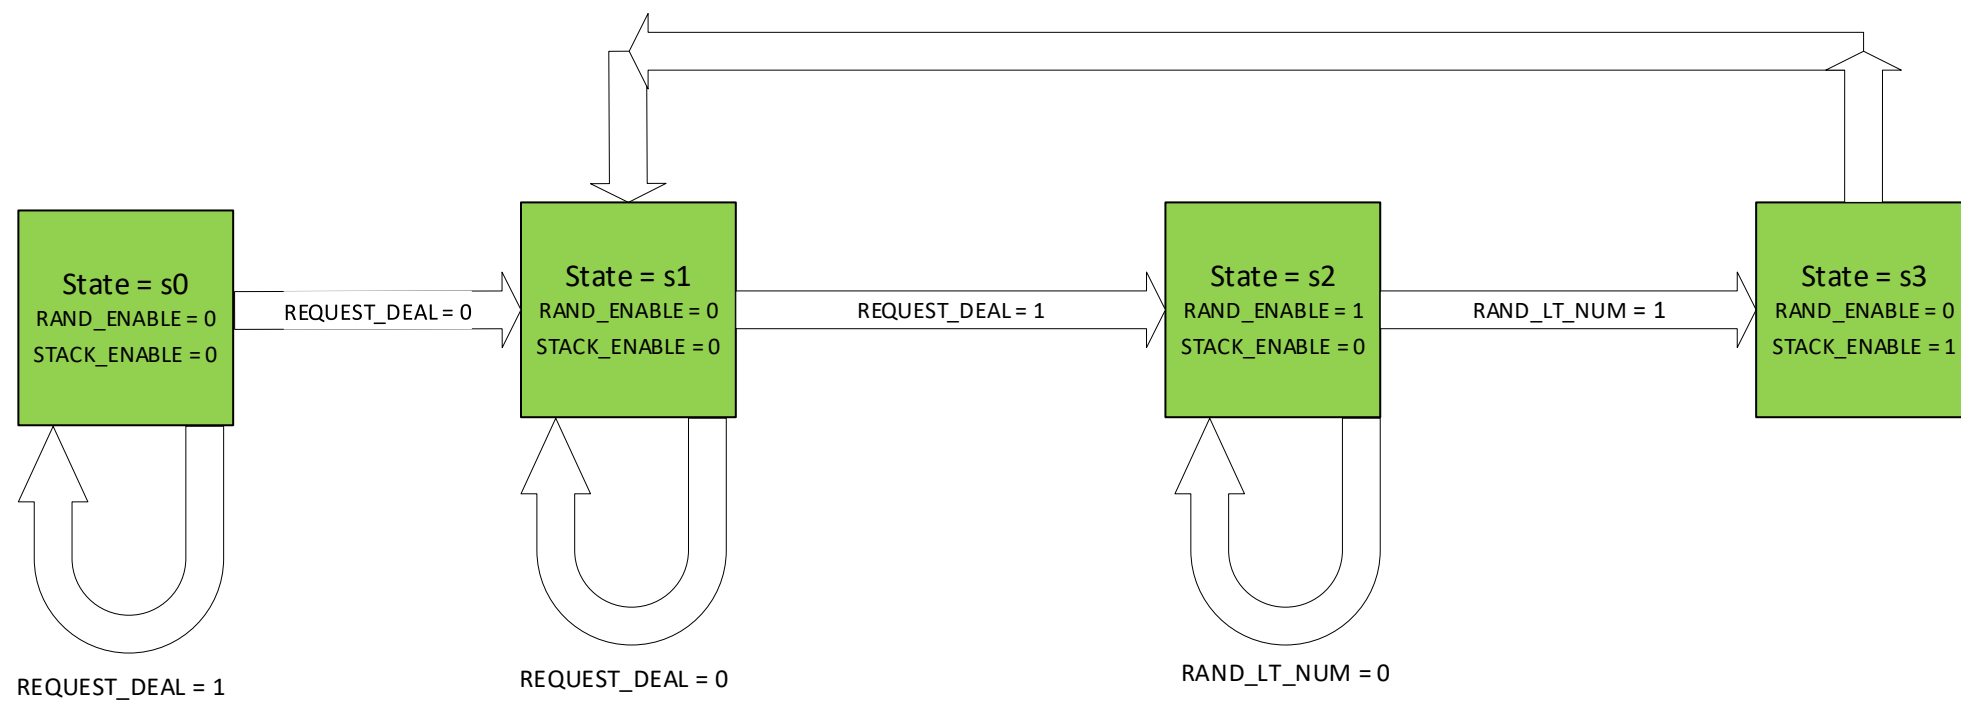 State = s0
RAND_ENABLE = 0
STACK_ENABLE = 0
REQUEST_DEAL = 0
State = s1
RAND_ENABLE = 0
STACK_ENABLE = 0
REQUEST_DEAL = 1
State = s2
RAND_ENABLE = 1
STACK_ENABLE = 0
RAND_LT_NUM = 1
State = s3
RAND_ENABLE = 0
STACK_ENABLE = 1
REQUEST_DEAL = 1
REQUEST_DEAL = 0
RAND_LT_NUM = 0